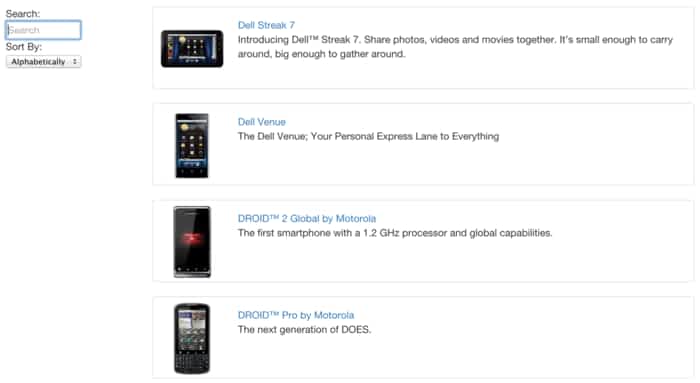 Search:
Search
Sort By:
Alphabetically
Dell Streak 7
Introducing Dell™ Streak 7. Share photos, videos and movies together. It's small enough to carry
around, big enough to gather around.
Dell Venue
The Dell Venue; Your Personal Express Lane to Everything
DROID™ 2 Global by Motorola
The first smartphone with a 1.2 GHz processor and global capabilities.
DROID™ Pro by Motorola
The next generation of DOES.